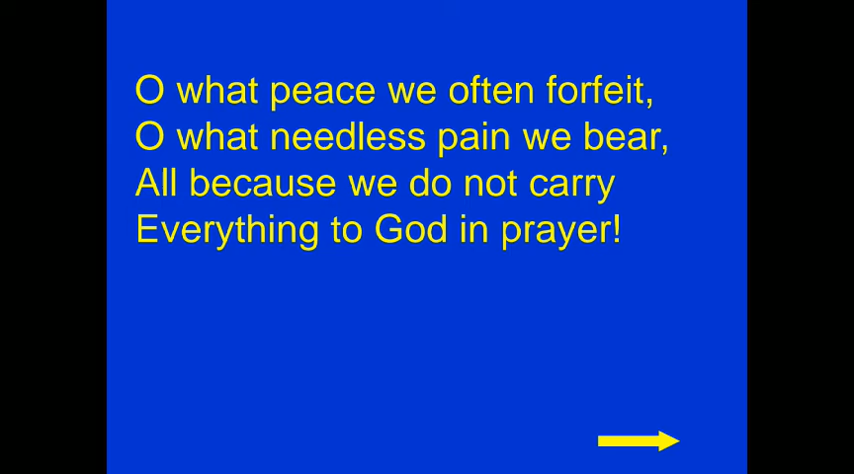 O what peace we often forfeit,
O what needless pain we bear,
All because we do not carry
Everything to God in prayer!